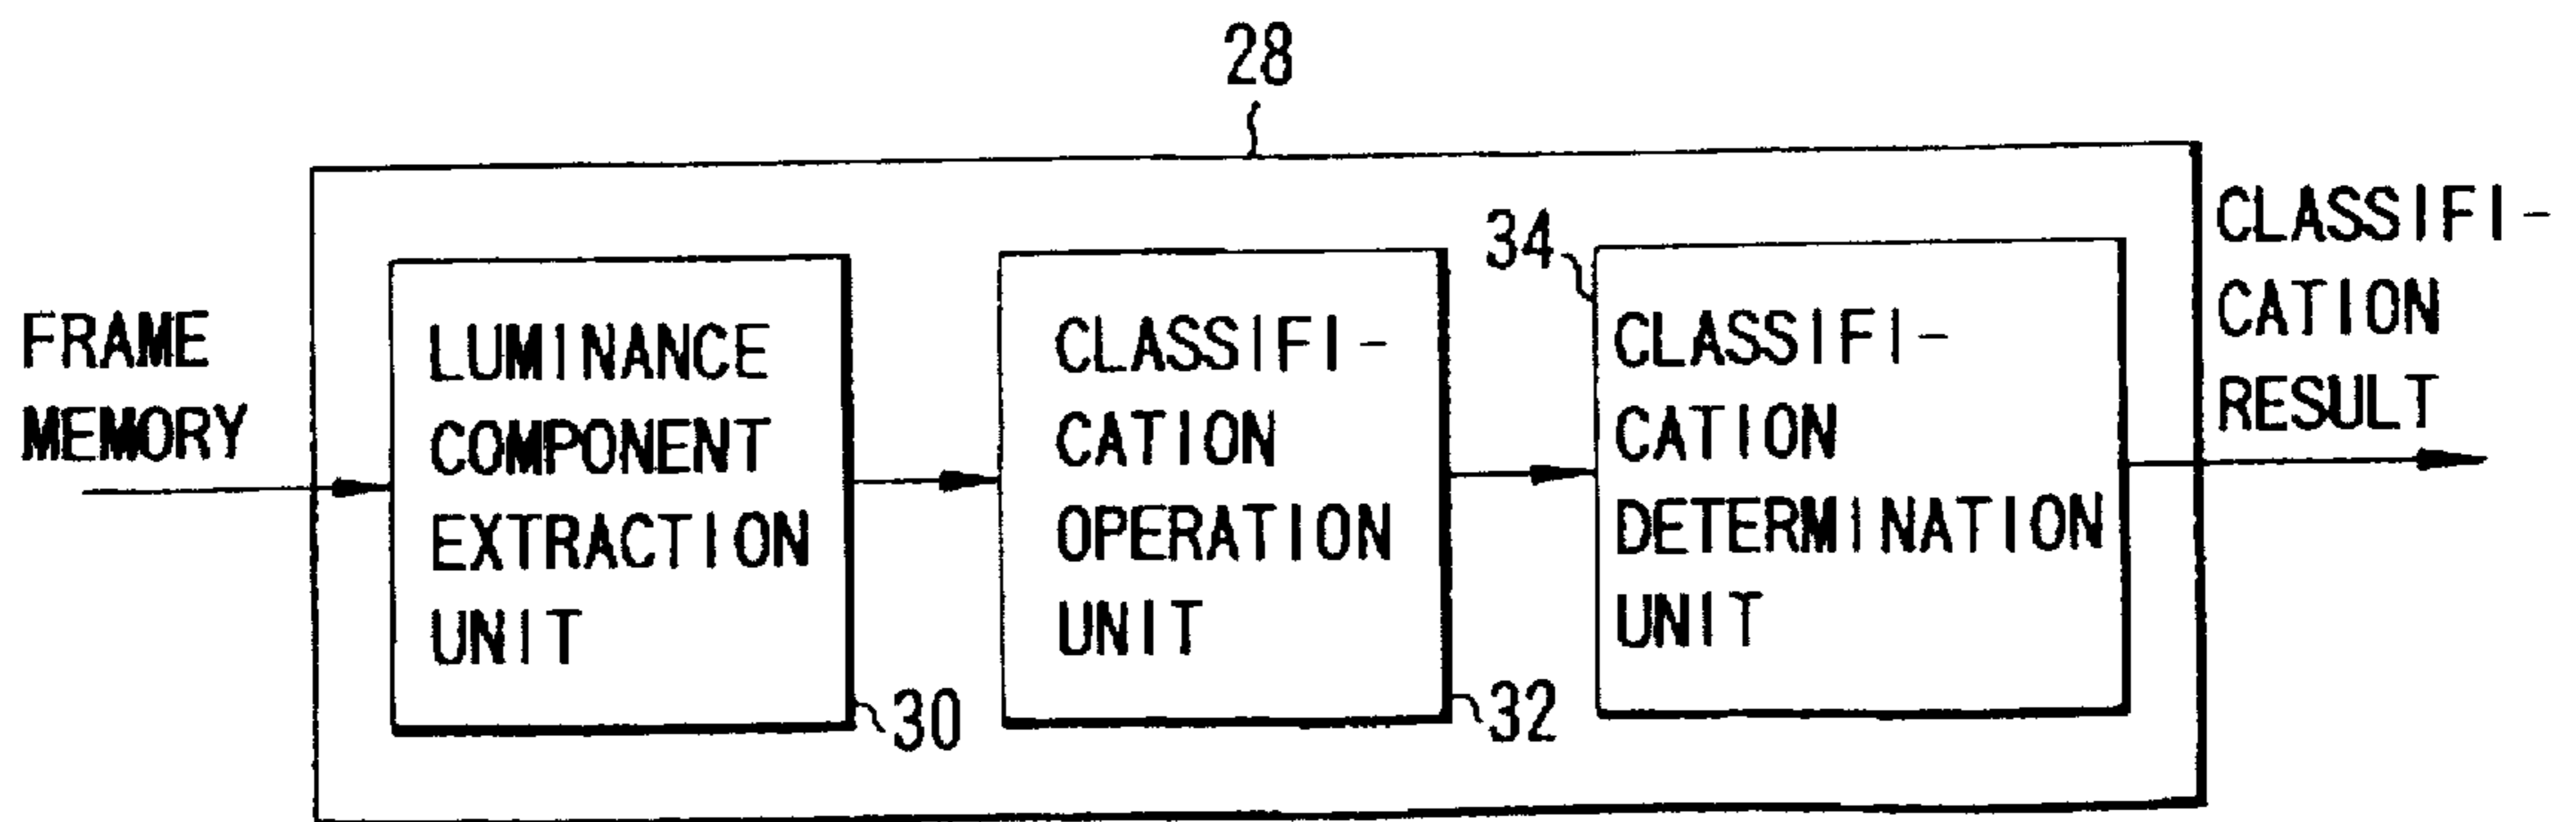 28
FRAME
MEMORY
LUMINANCE
COMPONENT
EXTRACTION
UNIT
30
CLASSIFI-
CATION
OPERATION
UNIT
32
34
CLASSIFI-
CATION
DETERMINATION
UNIT
CLASSIFI-
CATION
RESULT